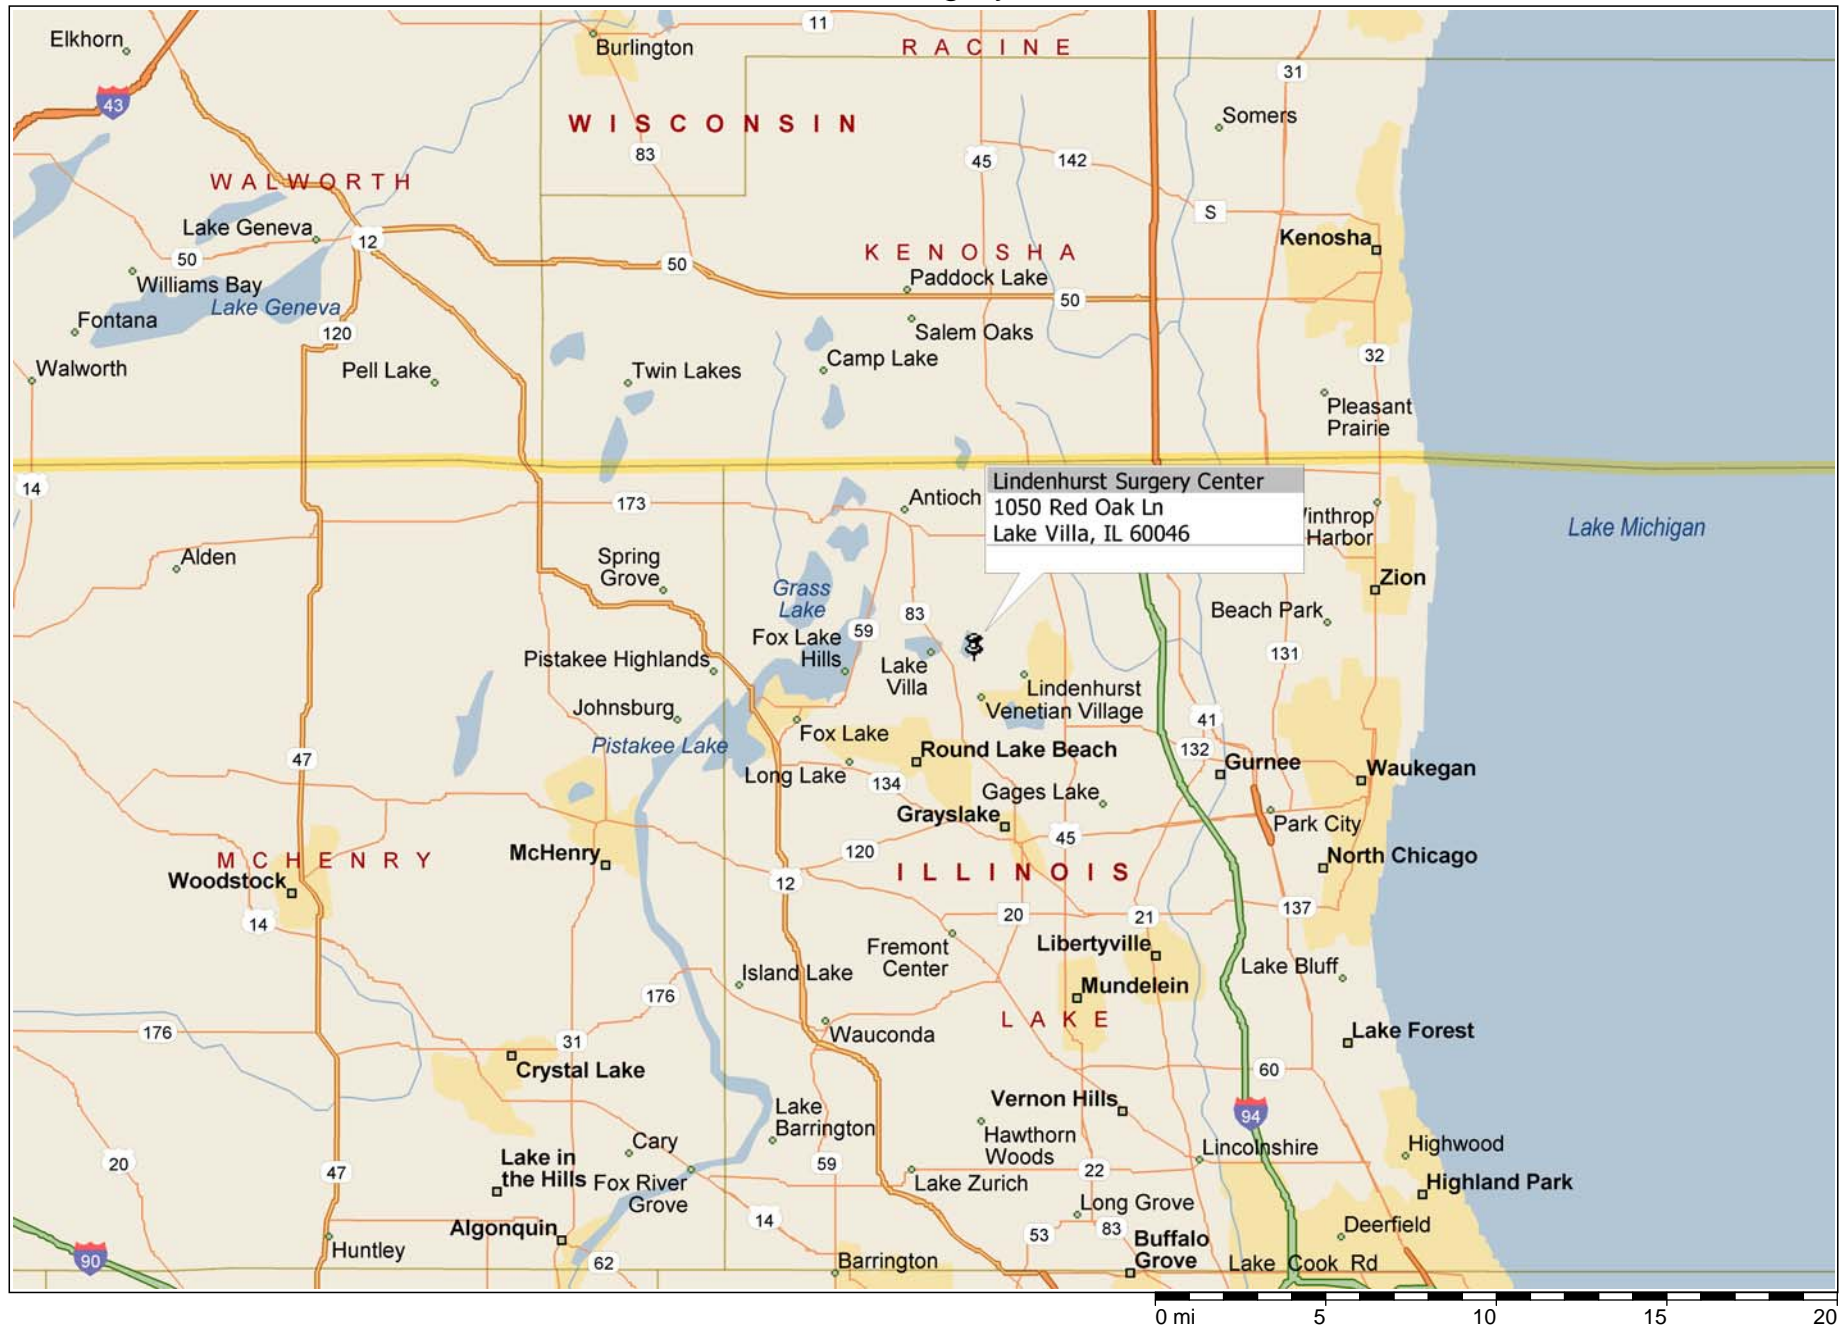 11
RACINE
Elkhorn
Burlington
31
43
Somers
WISCONSIN
83
45
142
WALWORTH
S
Lake Geneva
12
Kenosha
50
50
KENOSHA
Williams Bay
Paddock Lake
50
Lake Geneva
Fontana
120
Salem Oaks
32
Walworth
Pell Lake
Twin Lakes
Camp Lake
Pleasant
Prairie
14
173
Antioch
Lindenhurst Surgery Center
1050 Red Oak Ln
Lake Villa, IL 60046
inthrop
Harbor
Lake Michigan
Alden
Spring
Grove
Grass
Lake
Zion
83
Beach Park
59
Fox Lake
Hills
131
Pistakee Highlands
Lake
Villa
Lindenhurst
Venetian Village
Johnsburg
41
Fox Lake
Pistakee Lake
Round Lake Beach
132
47
Gurnee
Waukegan
Long Lake
134
Gages Lake
Grayslake
45
Park City
McHenry
120
MCHENRY
ILLINOIS
North Chicago
Woodstock
12
14
20
21
137
Fremont
Center
Libertyville
Island Lake
Lake Bluff
176
Mundelein
LAKE
176
Wauconda
Lake Forest
31
Crystal Lake
60
Vernon Hills
94
Lake
Barrington
Hawthorn
Woods
Cary
Lincolnshire
Highwood
20
47
Lake in
the Hills
Fox River
Grove
59
Lake Zurich
22
Highland Park
14
Long Grove
Algonquin
53
83
Deerfield
Huntley
Buffalo
Grove
90
62
Barrington
Lake Cook Rd
0 mi
5
10
15
20